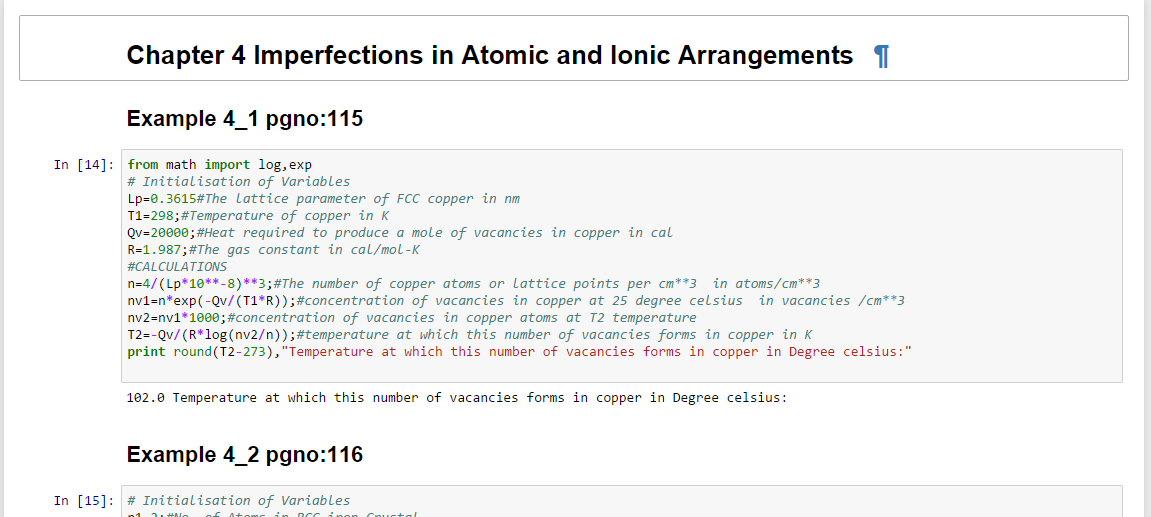 Chapter 4 Imperfections in Atomic and Ionic Arrangements ¶
Example 4_1 pgno:115
In [14]: from math import log,exp
# Initialisation of Variables
Lp=0.3615#The lattice parameter of FCC copper in nm
T1=298;#Temperature of copper in K
Qv=20000;#Heat required to produce a mole of vacancies in copper in cal
R=1.987;#The gas constant in cal/mol-K
#CALCULATIONS
n=4/(Lp*10**-8)**3;#The number of copper atoms or lattice points per cm**3  in atoms/cm**3
nv1=n*exp(-Qv/(T1*R));#concentration of vacancies in copper at 25 degree celsius  in vacancies /cm**3
nv2=nv1*1000;#concentration of vacancies in copper atoms at T2 temperature
T2=-Qv/(R*log(nv2/n));#temperature at which this number of vacancies forms in copper in K
print round(T2-273),"Temperature at which this number of vacancies forms in copper in Degree celsius:"
102.0 Temperature at which this number of vacancies forms in copper in Degree celsius:
Example 4_2 pgno:116
In [15]: # Initialisation of Variables